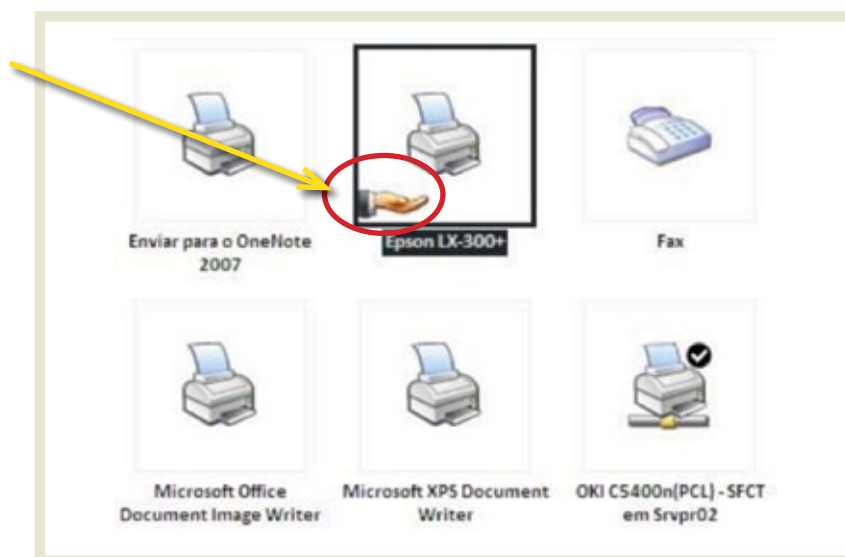 Enviar para o OneNote
2007
Epson LX-300+
Fax
Microsoft Office
Document Image Writer
Microsoft XPS Document
Writer
OKI C5400n(PCL) - SFCT
em Srvpr02